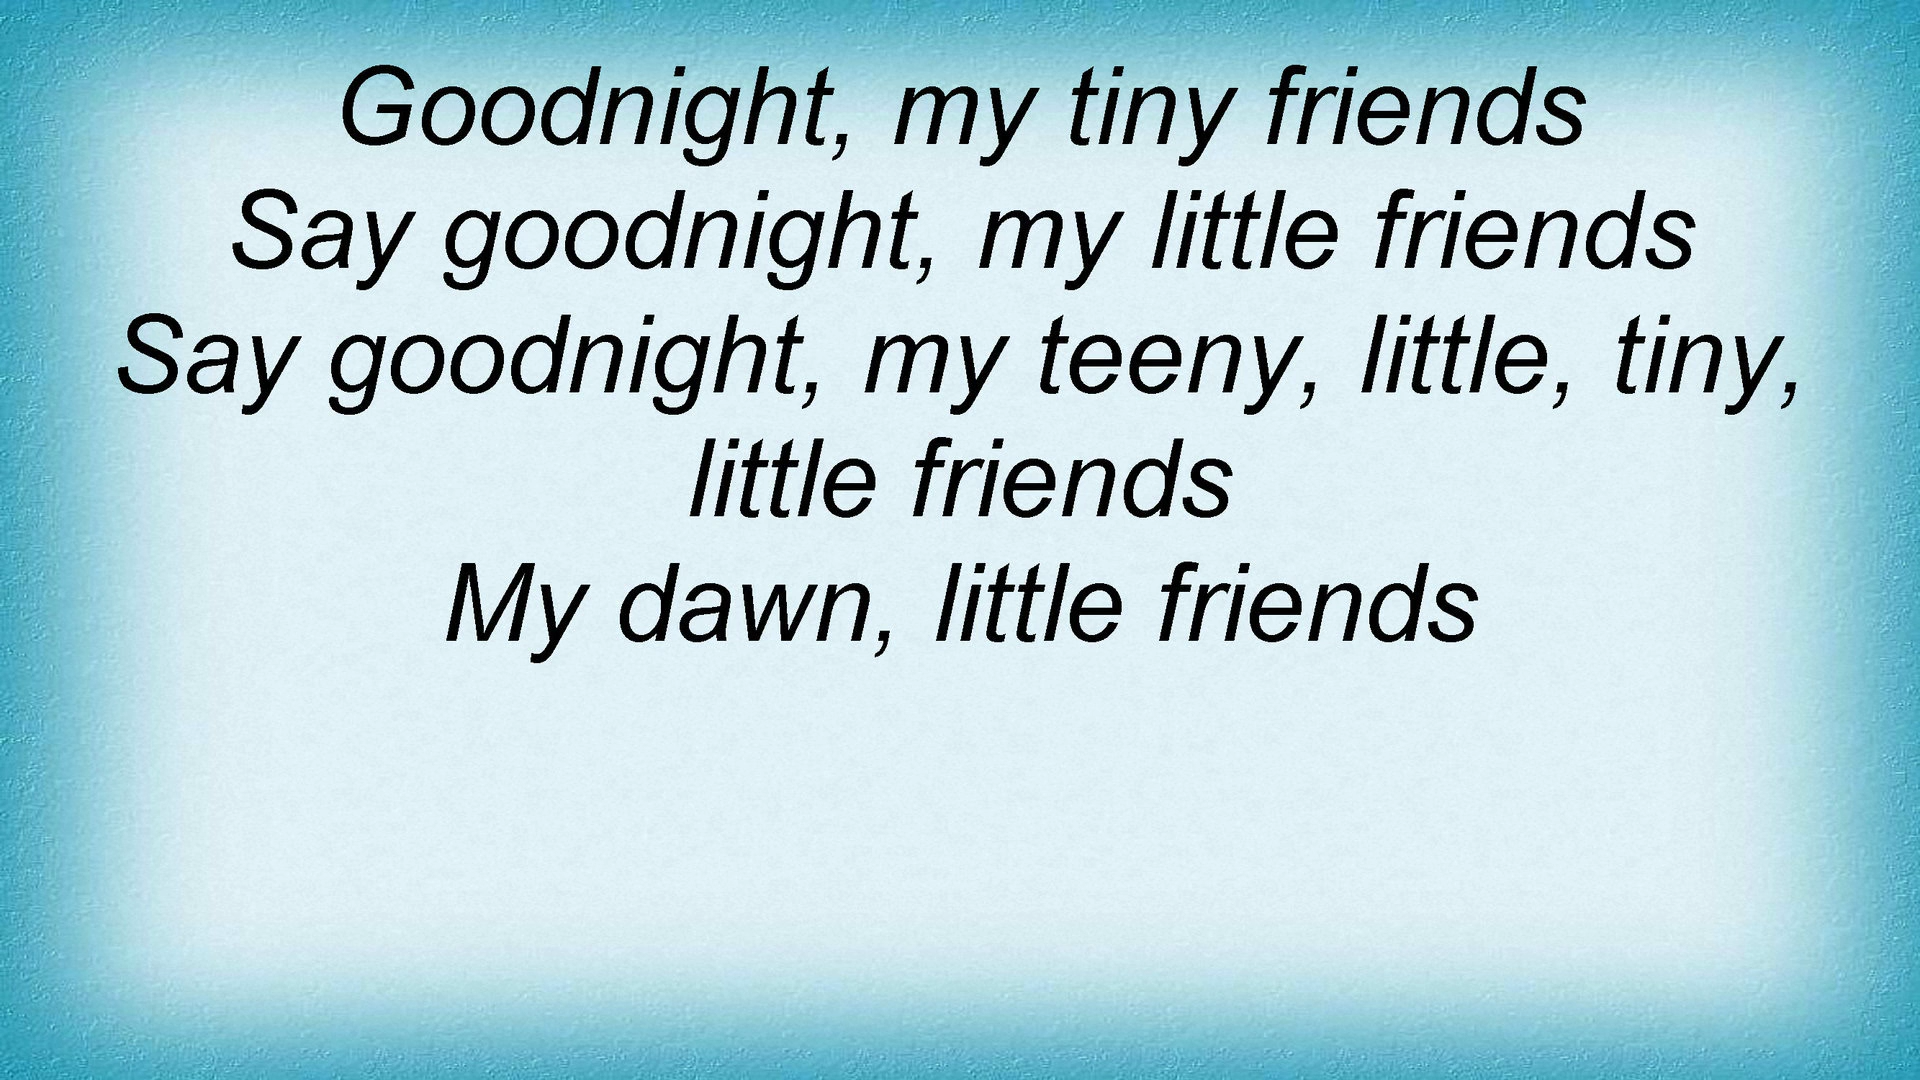 Goodnight, my tiny friends
Say goodnight, my little friends
Say goodnight, my teeny, little, tiny,
little friends
My dawn, little friends